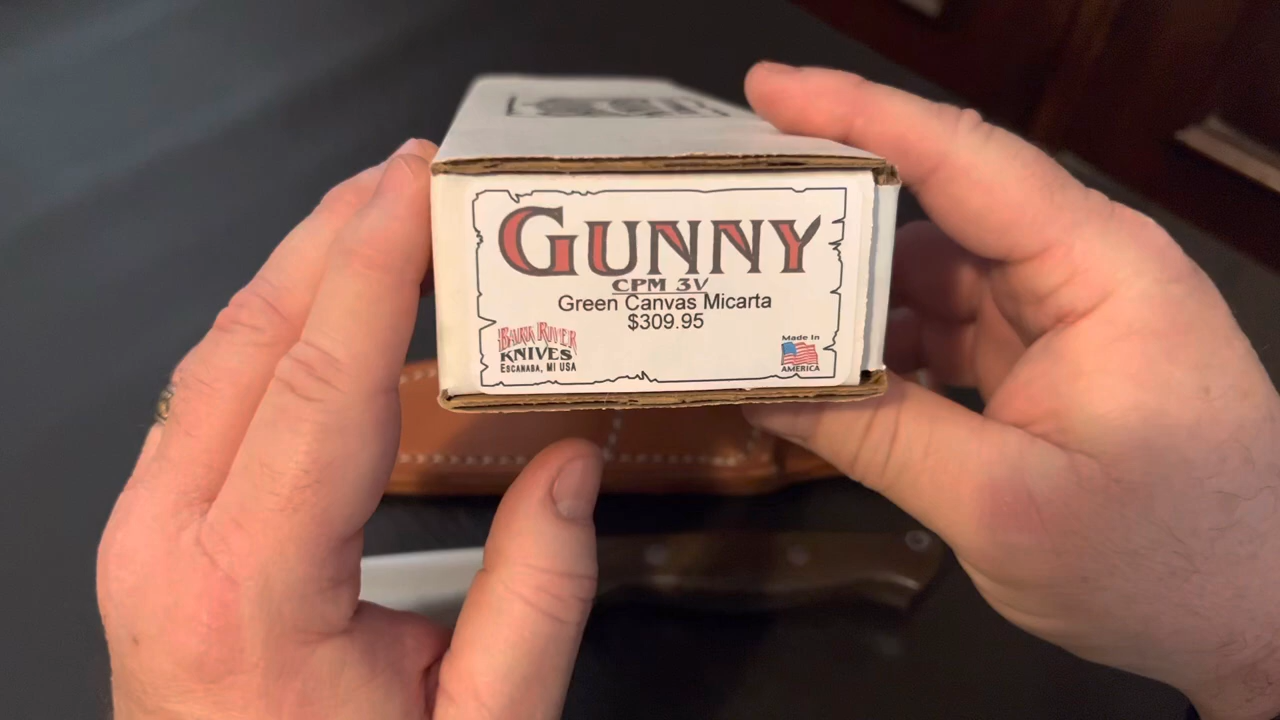 GUNNY
CPM 3V
Green Canvas Micarta
$309.95
BARK RIVER
KNIVES
ESCANABA, MI USA
Made In
AMERICA